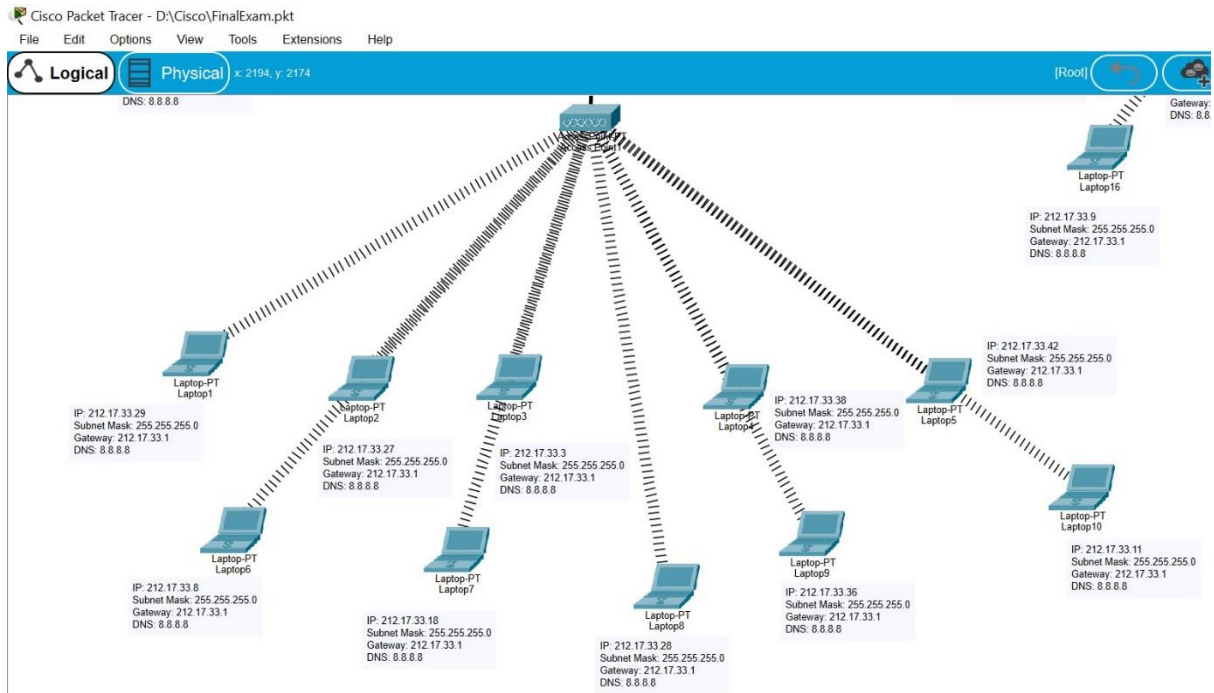 Cisco Packet Tracer - D:\Cisco\FinalExam.pkt
File Edit Options View Tools Extensions Help
Logical Physical x: 2194, y: 2174 [Root]
DNS: 8.8.8.8
Access Point1
Gateway:
DNS: 8.8.
Laptop-PT
Laptop16
IP: 212.17.33.9
Subnet Mask: 255.255.255.0
Gateway: 212.17.33.1
DNS: 8.8.8.8
Laptop-PT
Laptop1
IP: 212.17.33.29
Subnet Mask: 255.255.255.0
Gateway: 212.17.33.1
DNS: 8.8.8.8
Laptop-PT
Laptop2
IP: 212.17.33.27
Subnet Mask: 255.255.255.0
Gateway: 212.17.33.1
DNS: 8.8.8.8
Laptop-PT
Laptop3
IP: 212.17.33.3
Subnet Mask: 255.255.255.0
Gateway: 212.17.33.1
DNS: 8.8.8.8
Laptop-PT
Laptop4
IP: 212.17.33.38
Subnet Mask: 255.255.255.0
Gateway: 212.17.33.1
DNS: 8.8.8.8
IP: 212.17.33.42
Subnet Mask: 255.255.255.0
Gateway: 212.17.33.1
DNS: 8.8.8.8
Laptop-PT
Laptop5
Laptop-PT
Laptop6
IP: 212.17.33.8
Subnet Mask: 255.255.255.0
Gateway: 212.17.33.1
DNS: 8.8.8.8
Laptop-PT
Laptop7
IP: 212.17.33.18
Subnet Mask: 255.255.255.0
Gateway: 212.17.33.1
DNS: 8.8.8.8
Laptop-PT
Laptop8
IP: 212.17.33.28
Subnet Mask: 255.255.255.0
Gateway: 212.17.33.1
DNS: 8.8.8.8
Laptop-PT
Laptop9
IP: 212.17.33.36
Subnet Mask: 255.255.255.0
Gateway: 212.17.33.1
DNS: 8.8.8.8
Laptop-PT
Laptop10
IP: 212.17.33.11
Subnet Mask: 255.255.255.0
Gateway: 212.17.33.1
DNS: 8.8.8.8